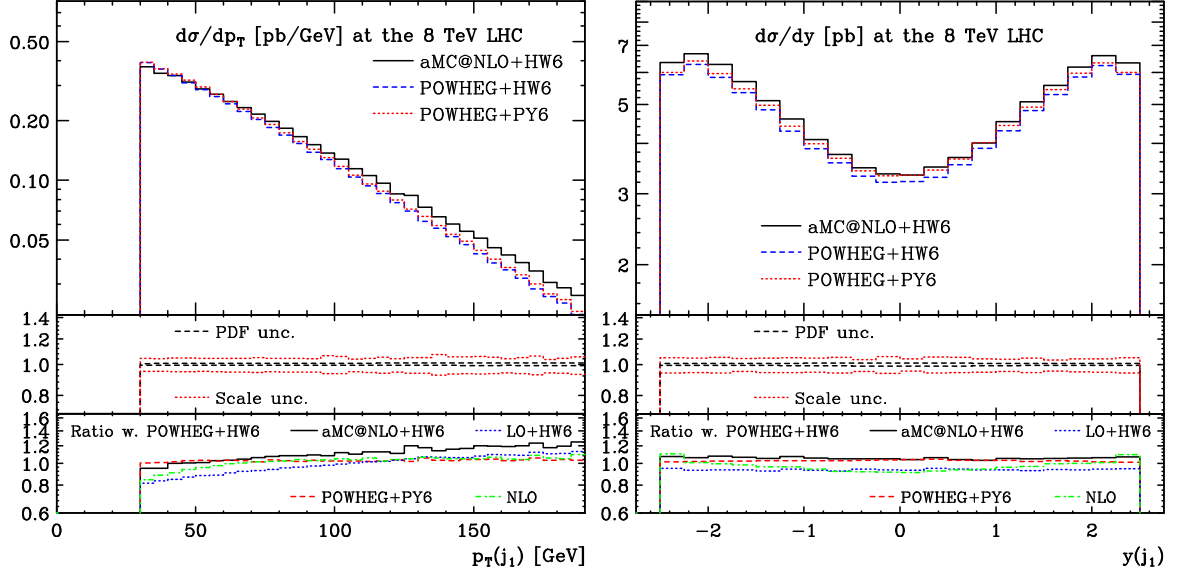 dσ/dp_T [pb/GeV] at the 8 TeV LHC
aMC@NLO+HW6
POWHEG+HW6
POWHEG+PY6
0.50
0.20
0.10
0.05
PDF unc.
Scale unc.
1.4
1.2
1.0
0.8
Ratio w. POWHEG+HW6
aMC@NLO+HW6
LO+HW6
POWHEG+PY6
NLO
1.6
1.4
1.2
1.0
0.8
0.6
0 50 100 150
p_T(j_1) [GeV]
dσ/dy [pb] at the 8 TeV LHC
7
5
3
2
aMC@NLO+HW6
POWHEG+HW6
POWHEG+PY6
PDF unc.
Scale unc.
1.4
1.2
1.0
0.8
Ratio w. POWHEG+HW6
aMC@NLO+HW6
LO+HW6
POWHEG+PY6
NLO
1.6
1.4
1.2
1.0
0.8
0.6
−2 −1 0 1 2
y(j_1)